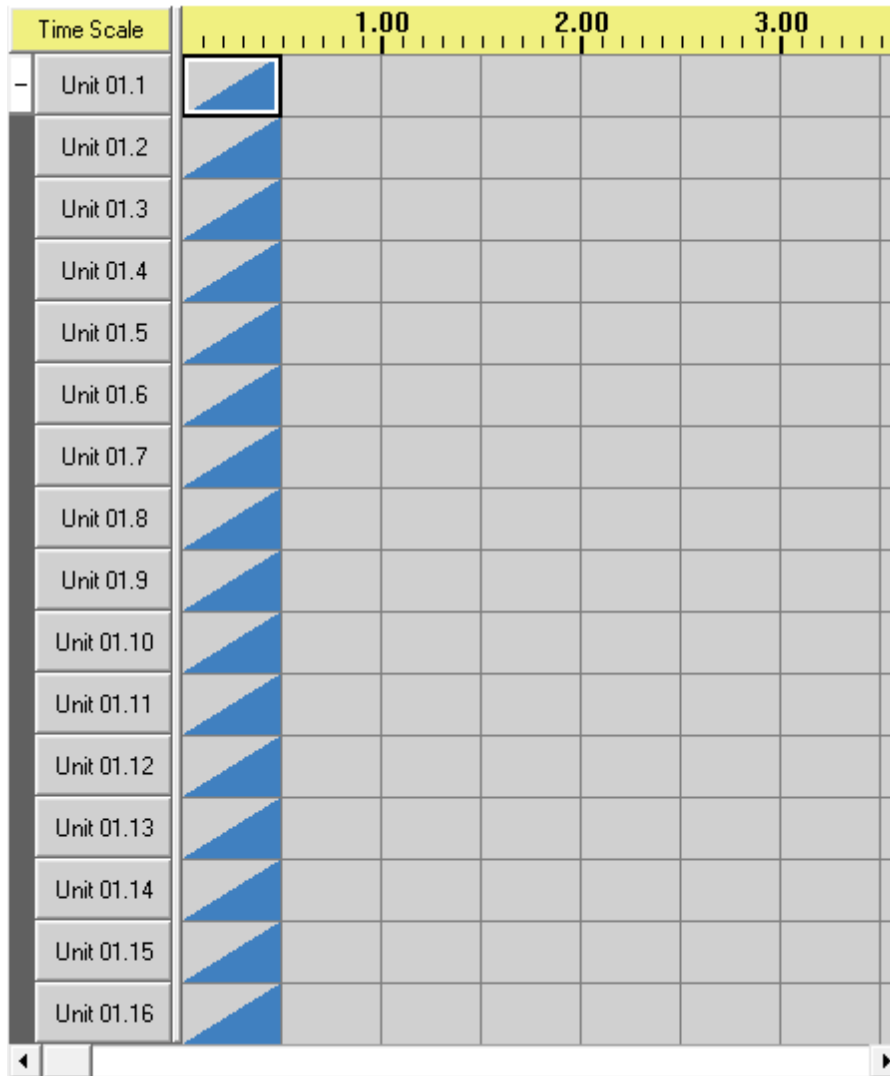 Time Scale 1.00 2.00 3.00
− Unit 01.1
Unit 01.2
Unit 01.3
Unit 01.4
Unit 01.5
Unit 01.6
Unit 01.7
Unit 01.8
Unit 01.9
Unit 01.10
Unit 01.11
Unit 01.12
Unit 01.13
Unit 01.14
Unit 01.15
Unit 01.16